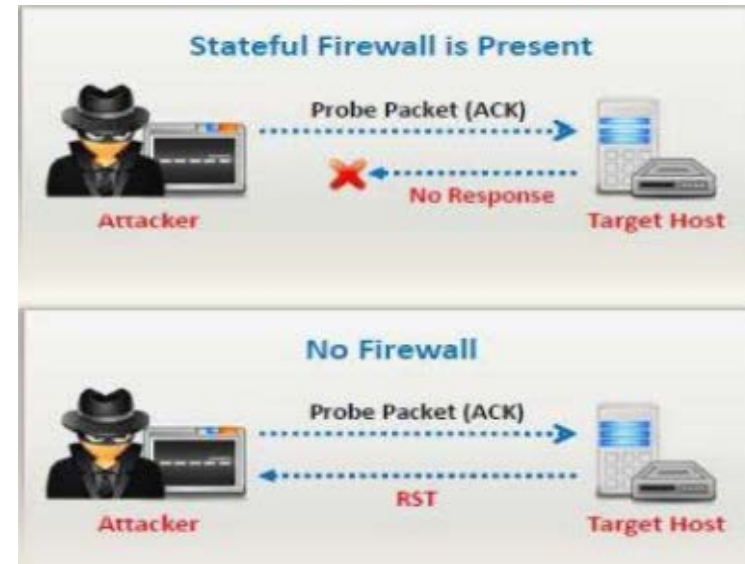 Stateful Firewall is Present
Probe Packet (ACK)
No Response
Attacker
Target Host
No Firewall
Probe Packet (ACK)
RST
Attacker
Target Host